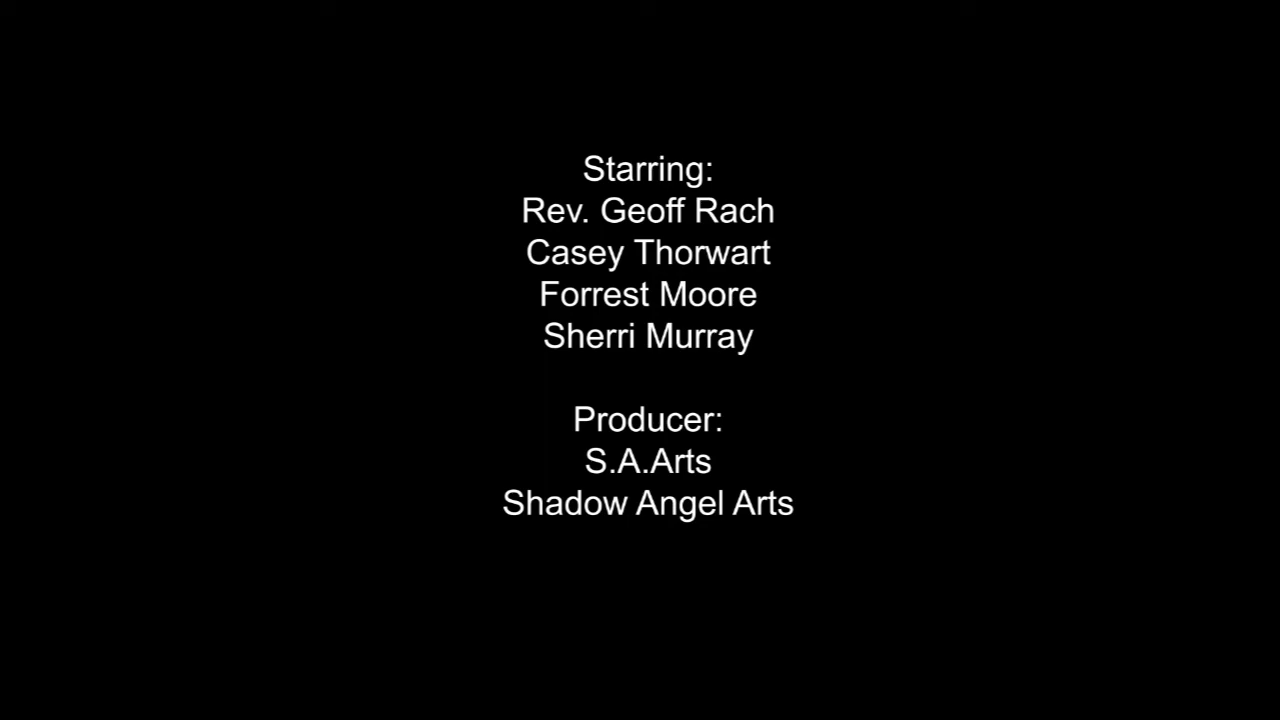 Starring:
Rev. Geoff Rach
Casey Thorwart
Forrest Moore
Sherri Murray
Producer:
S.A.Arts
Shadow Angel Arts